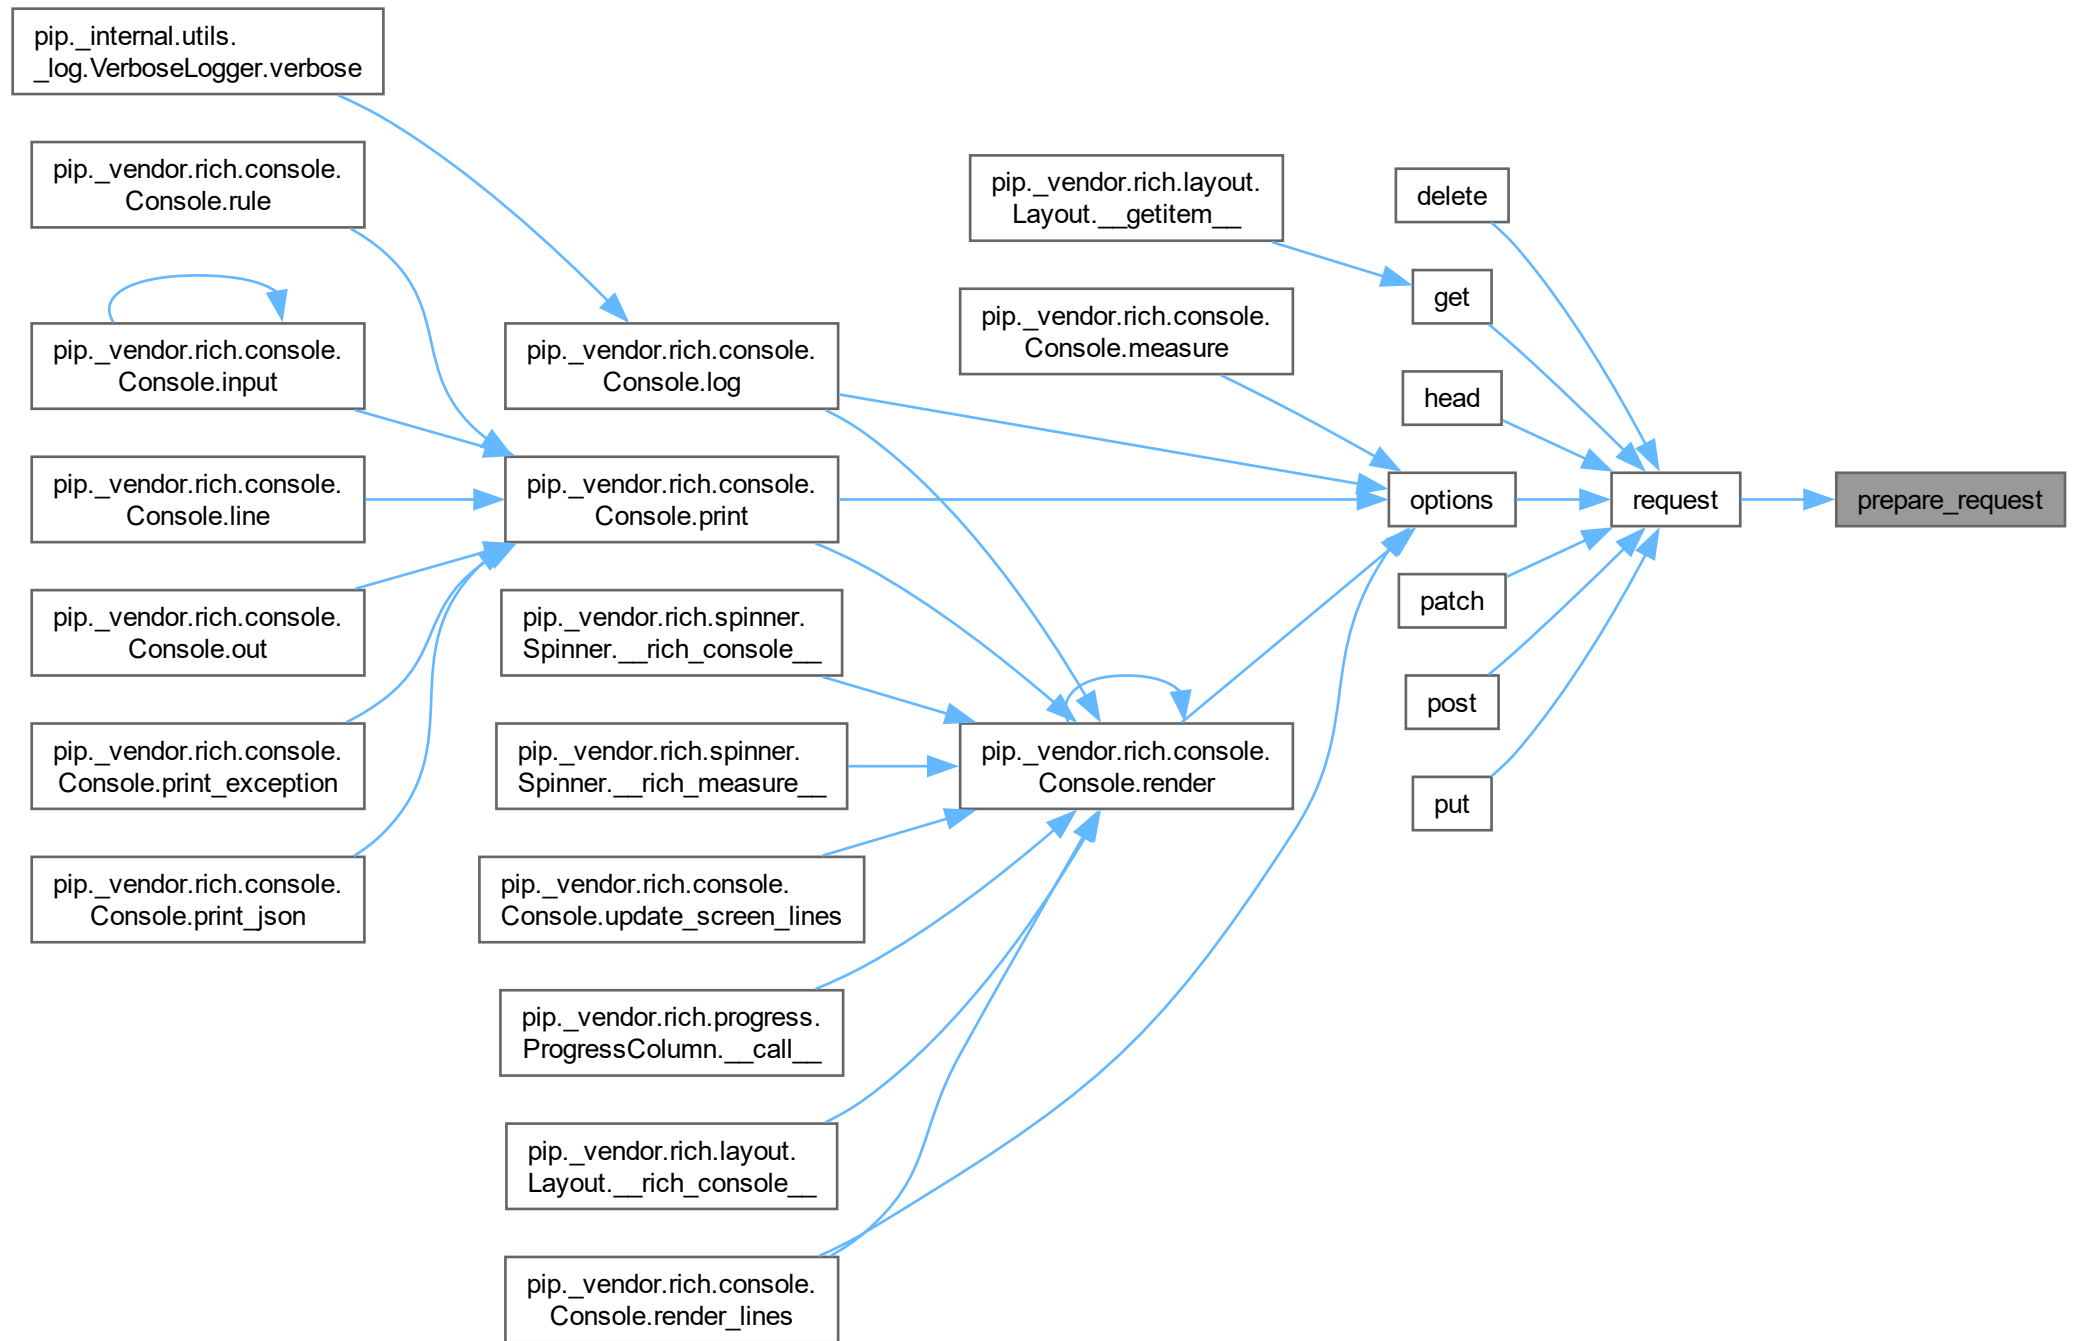 pip._internal.utils.
_log.VerboseLogger.verbose
pip._vendor.rich.console.
Console.rule
pip._vendor.rich.console.
Console.input
pip._vendor.rich.console.
Console.line
pip._vendor.rich.console.
Console.out
pip._vendor.rich.console.
Console.print_exception
pip._vendor.rich.console.
Console.print_json
pip._vendor.rich.console.
Console.log
pip._vendor.rich.console.
Console.print
pip._vendor.rich.spinner.
Spinner.__rich_console__
pip._vendor.rich.spinner.
Spinner.__rich_measure__
pip._vendor.rich.console.
Console.update_screen_lines
pip._vendor.rich.progress.
ProgressColumn.__call__
pip._vendor.rich.layout.
Layout.__rich_console__
pip._vendor.rich.console.
Console.render_lines
pip._vendor.rich.layout.
Layout.__getitem__
pip._vendor.rich.console.
Console.measure
pip._vendor.rich.console.
Console.render
delete
get
head
options
patch
post
put
request
prepare_request